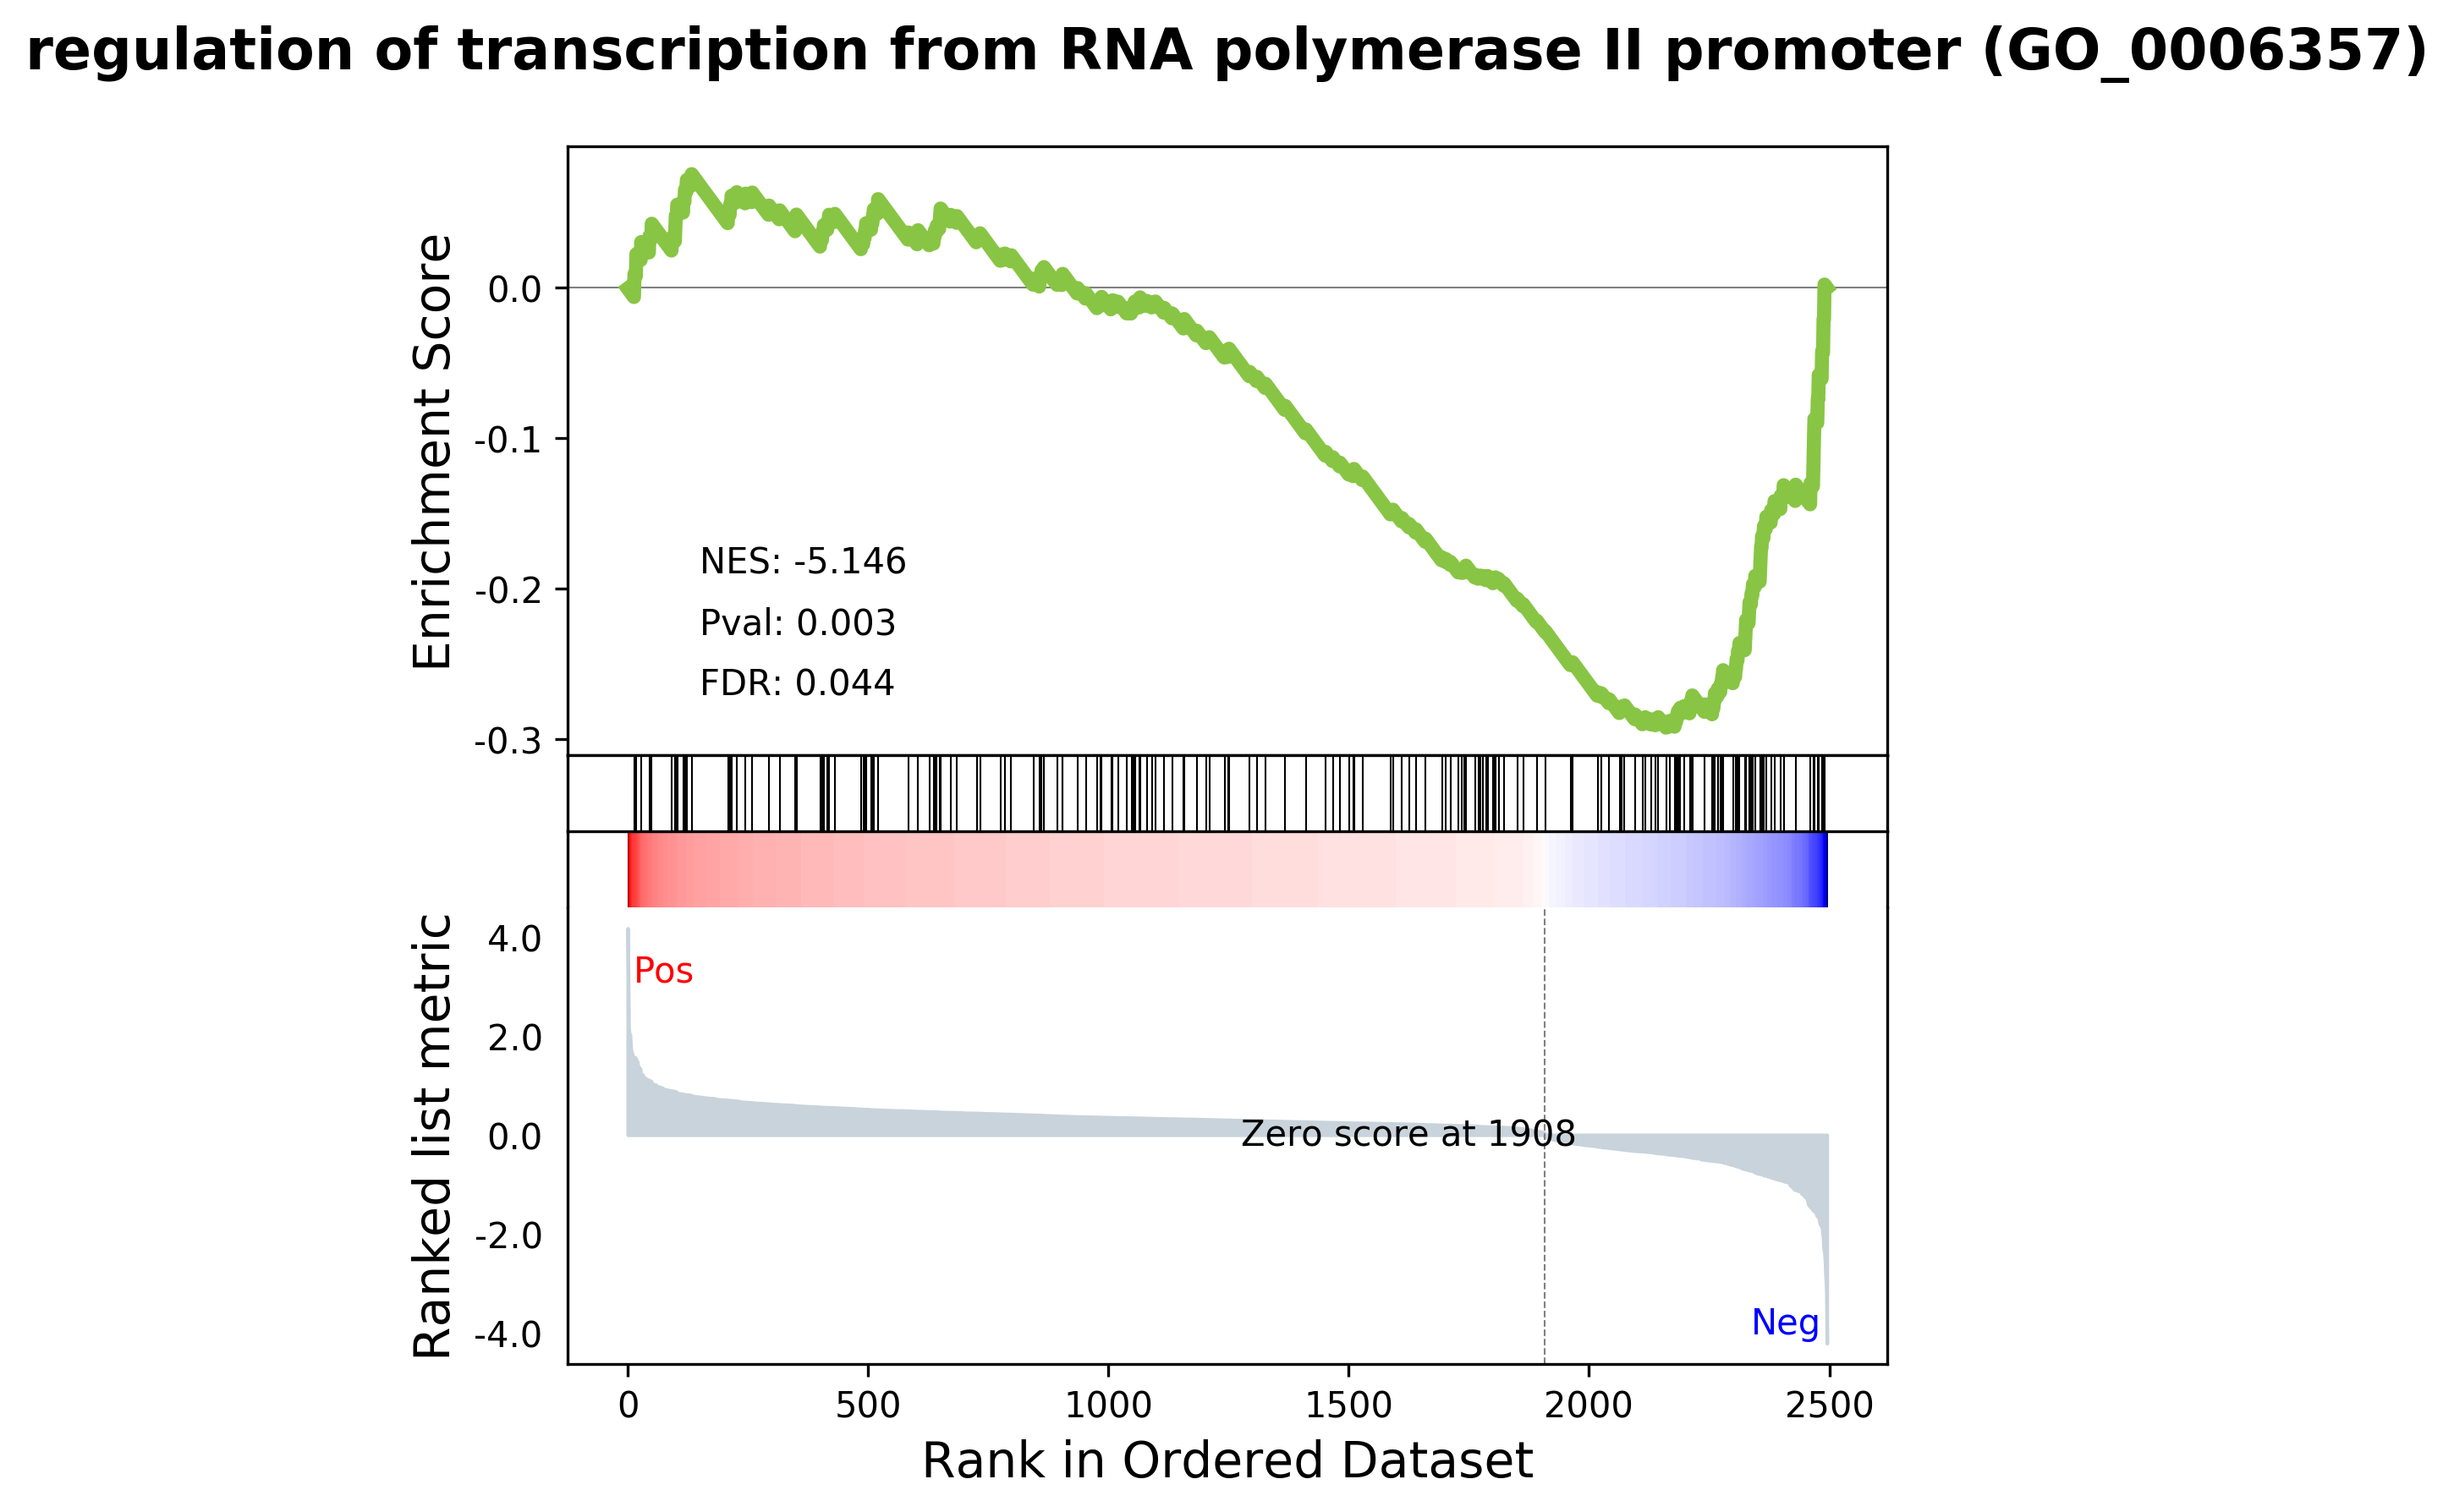 regulation of transcription from RNA polymerase II promoter (GO_0006357)
Enrichment Score
0.0
-0.1
-0.2
-0.3
NES: -5.146
Pval: 0.003
FDR: 0.044
Ranked list metric
4.0
2.0
0.0
-2.0
-4.0
Pos
Zero score at 1908
Neg
0 500 1000 1500 2000 2500
Rank in Ordered Dataset